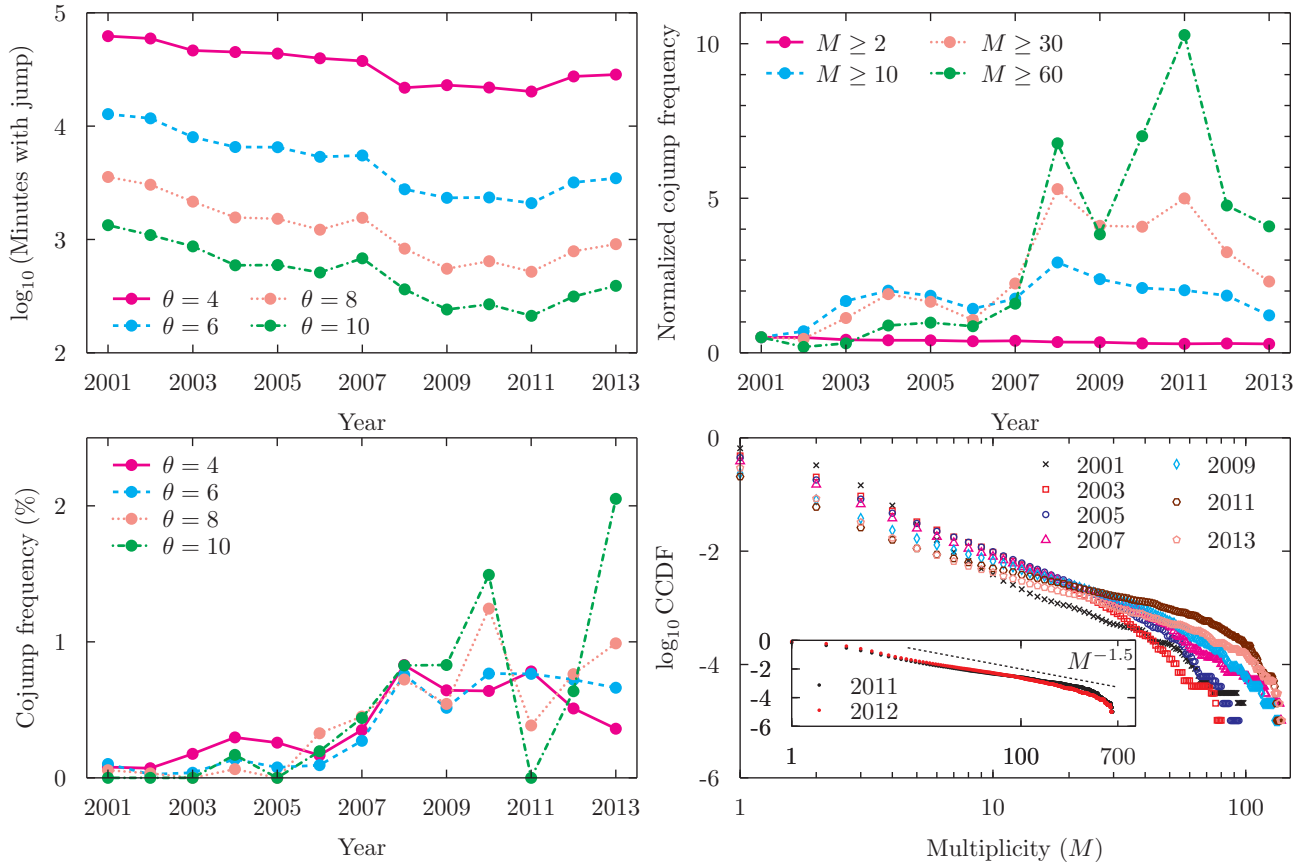 log₁₀(Minutes with jump)
5
4
3
2
θ = 4
θ = 6
θ = 8
θ = 10
2001 2003 2005 2007 2009 2011 2013
Year
Normalized cojump frequency
10
5
0
M ≥ 2
M ≥ 10
M ≥ 30
M ≥ 60
2001 2003 2005 2007 2009 2011 2013
Year
Cojump frequency (%)
2
1
0
θ = 4
θ = 6
θ = 8
θ = 10
2001 2003 2005 2007 2009 2011 2013
Year
log₁₀ CCDF
0
-2
-4
-6
2001
2003
2005
2007
2009
2011
2013
0
-2
-4
-6
M⁻¹·⁵
2011
2012
1 100 700
1 10 100
Multiplicity (M)